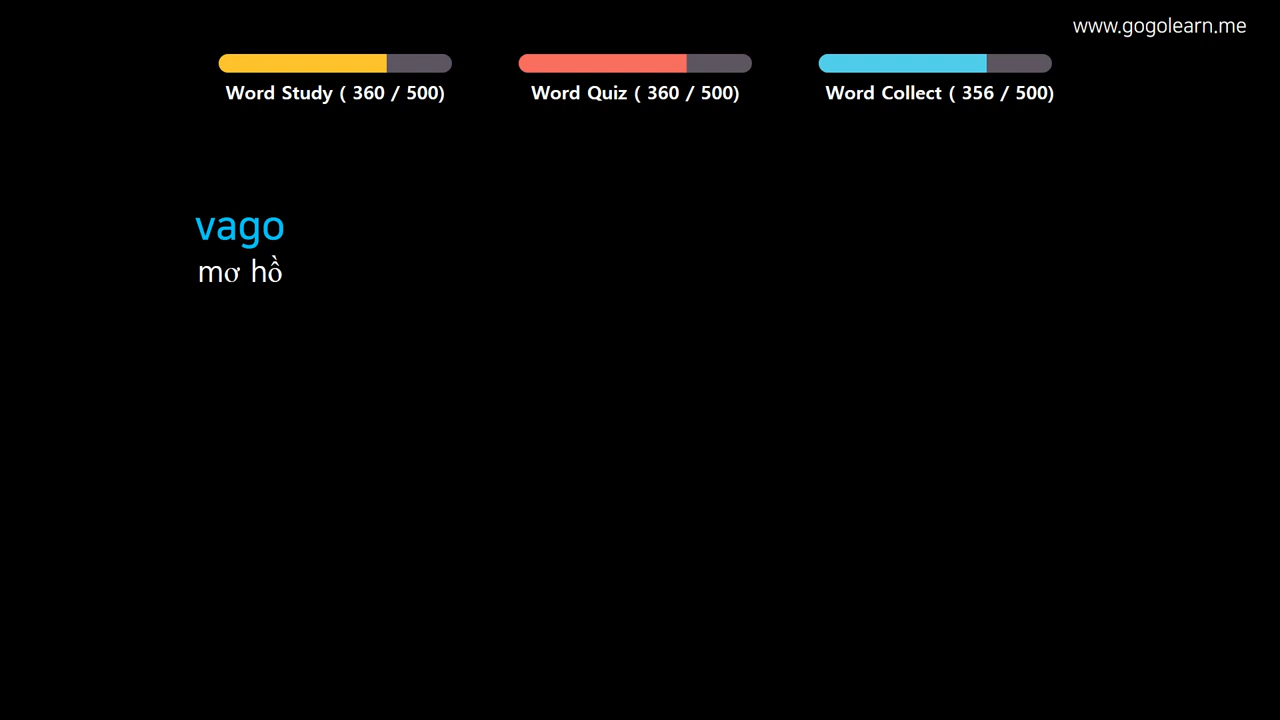 www.gogolearn.me
Word Study ( 360 / 500)
Word Quiz ( 360 / 500)
Word Collect ( 356 / 500)
vago
mơ hồ